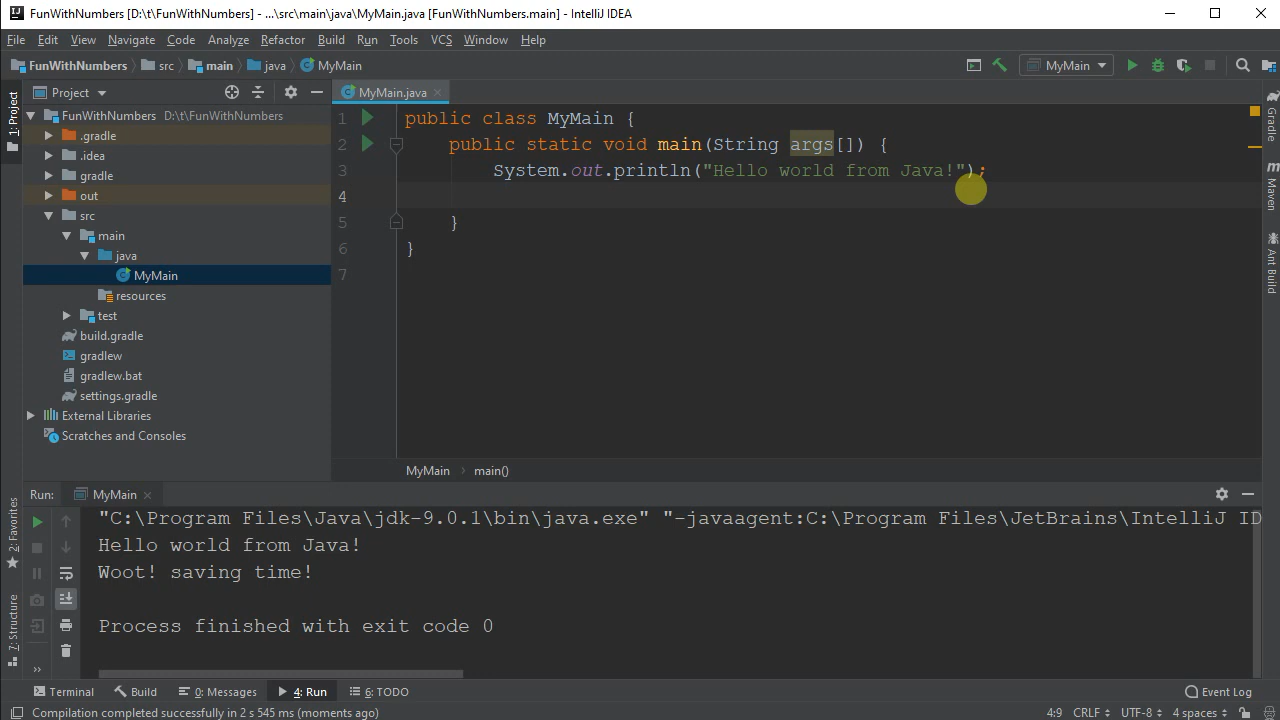 FunWithNumbers [D:\t\FunWithNumbers] - ...\src\main\java\MyMain.java [FunWithNumbers.main] - IntelliJ IDEA
File Edit View Navigate Code Analyze Refactor Build Run Tools VCS Window Help
FunWithNumbers src main java MyMain MyMain
1: Project
Project
MyMain.java
FunWithNumbers D:\t\FunWithNumbers
.gradle
.idea
gradle
out
src
main
java
MyMain
resources
test
build.gradle
gradlew
gradlew.bat
settings.gradle
External Libraries
Scratches and Consoles
1 public class MyMain {
2 public static void main(String args[]) {
3 System.out.println("Hello world from Java!");
4
5 }
6 }
7
Gradle
Maven
Ant Build
MyMain main()
2: Favorites
7: Structure
Run: MyMain
"C:\Program Files\Java\jdk-9.0.1\bin\java.exe" "-javaagent:C:\Program Files\JetBrains\IntelliJ ID
Hello world from Java!
Woot! saving time!
Process finished with exit code 0
Terminal Build 0: Messages 4: Run 6: TODO Event Log
Compilation completed successfully in 2 s 545 ms (moments ago) 4:9 CRLF UTF-8 4 spaces